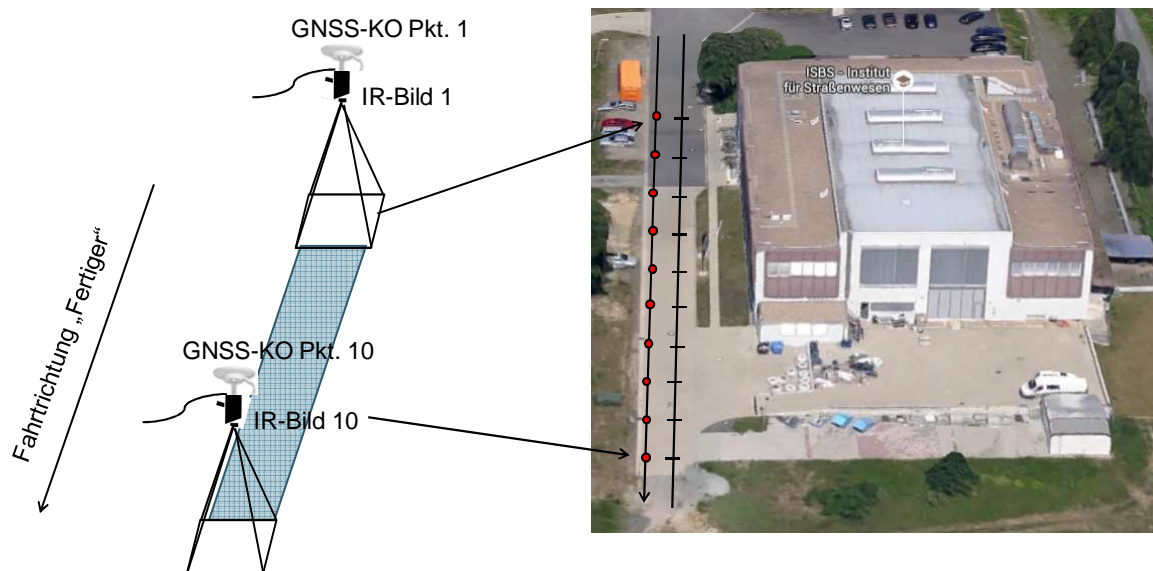 GNSS-KO Pkt. 1
IR-Bild 1
Fahrtrichtung „Fertiger“
GNSS-KO Pkt. 10
IR-Bild 10
ISBS - Institut
für Straßenwesen